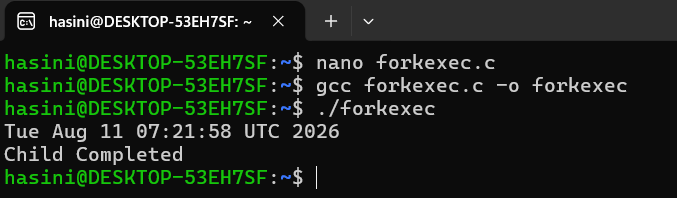 hasini@DESKTOP-53EH7SF: ~
hasini@DESKTOP-53EH7SF:~$ nano forkexec.c
hasini@DESKTOP-53EH7SF:~$ gcc forkexec.c -o forkexec
hasini@DESKTOP-53EH7SF:~$ ./forkexec
Tue Aug 11 07:21:58 UTC 2026
Child Completed
hasini@DESKTOP-53EH7SF:~$